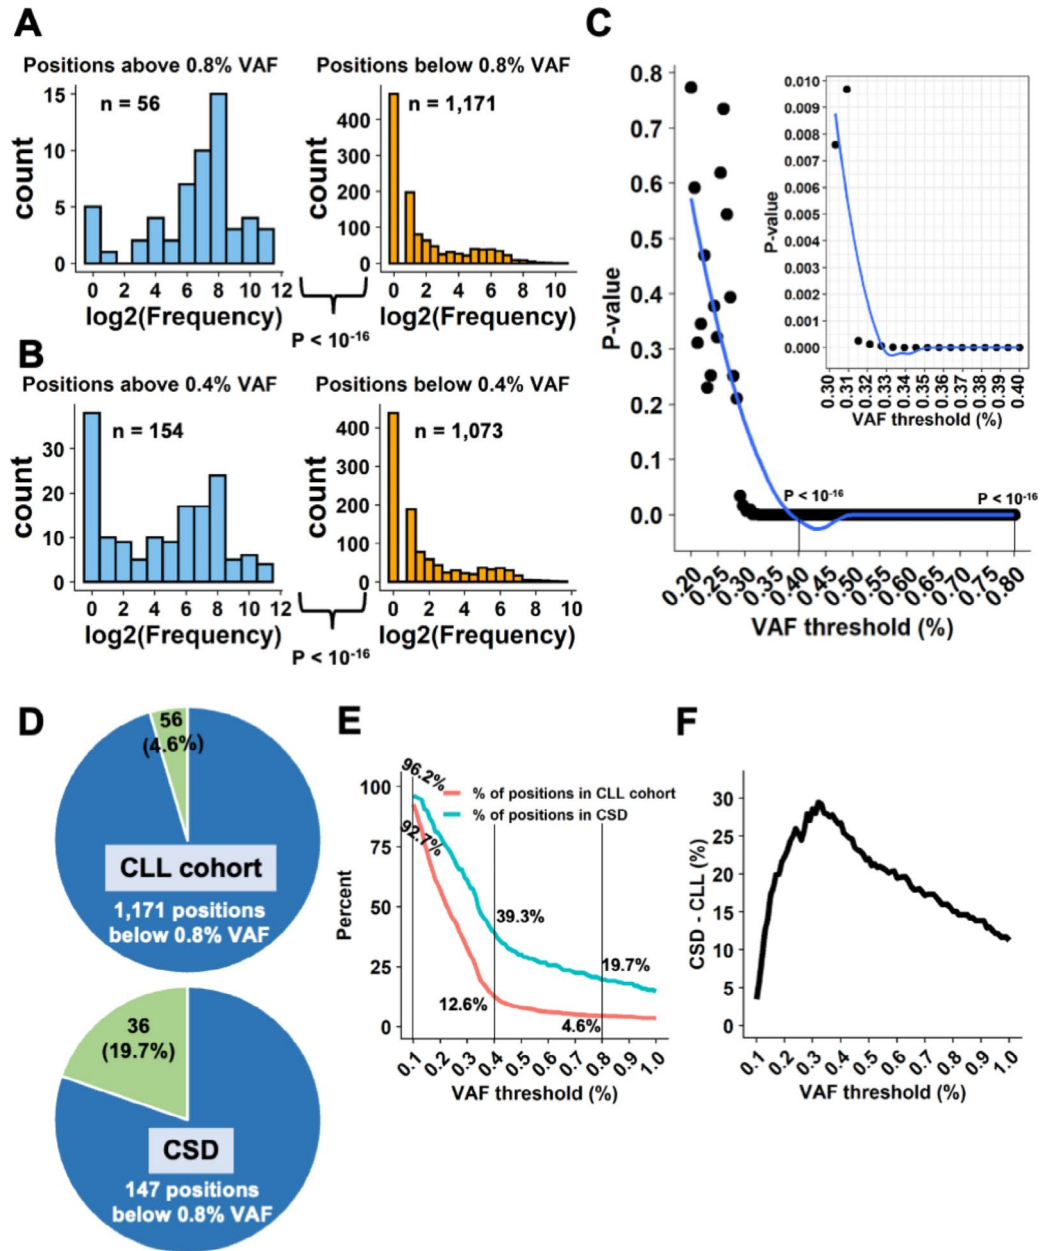 A
Positions above 0.8% VAF
Positions below 0.8% VAF
n = 56
n = 1,171
count
15
10
5
0
count
400
300
200
100
0
0 2 4 6 8 10 12
log2(Frequency)
0 2 4 6 8 10
log2(Frequency)
P < 10-16
B
Positions above 0.4% VAF
Positions below 0.4% VAF
n = 154
n = 1,073
count
30
20
10
0
count
400
300
200
100
0
0 2 4 6 8 10 12
log2(Frequency)
0 2 4 6 8 10
log2(Frequency)
P < 10-16
C
P-value
0.8
0.7
0.6
0.5
0.4
0.3
0.2
0.1
0.0
P < 10-16
P < 10-16
0.20 0.25 0.30 0.35 0.40 0.45 0.50 0.55 0.60 0.65 0.70 0.75 0.80
VAF threshold (%)
P-value
0.010
0.009
0.008
0.007
0.006
0.005
0.004
0.003
0.002
0.001
0.000
0.30 0.31 0.32 0.33 0.34 0.35 0.36 0.37 0.38 0.39 0.40
VAF threshold (%)
D
56
(4.6%)
CLL cohort
1,171 positions
below 0.8% VAF
36
(19.7%)
CSD
147 positions
below 0.8% VAF
E
% of positions in CLL cohort
% of positions in CSD
96.2%
92.7%
39.3%
19.7%
12.6%
4.6%
Percent
100
75
50
25
0
0.1 0.2 0.3 0.4 0.5 0.6 0.7 0.8 0.9 1.0
VAF threshold (%)
F
CSD - CLL (%)
30
25
20
15
10
5
0
0.1 0.2 0.3 0.4 0.5 0.6 0.7 0.8 0.9 1.0
VAF threshold (%)